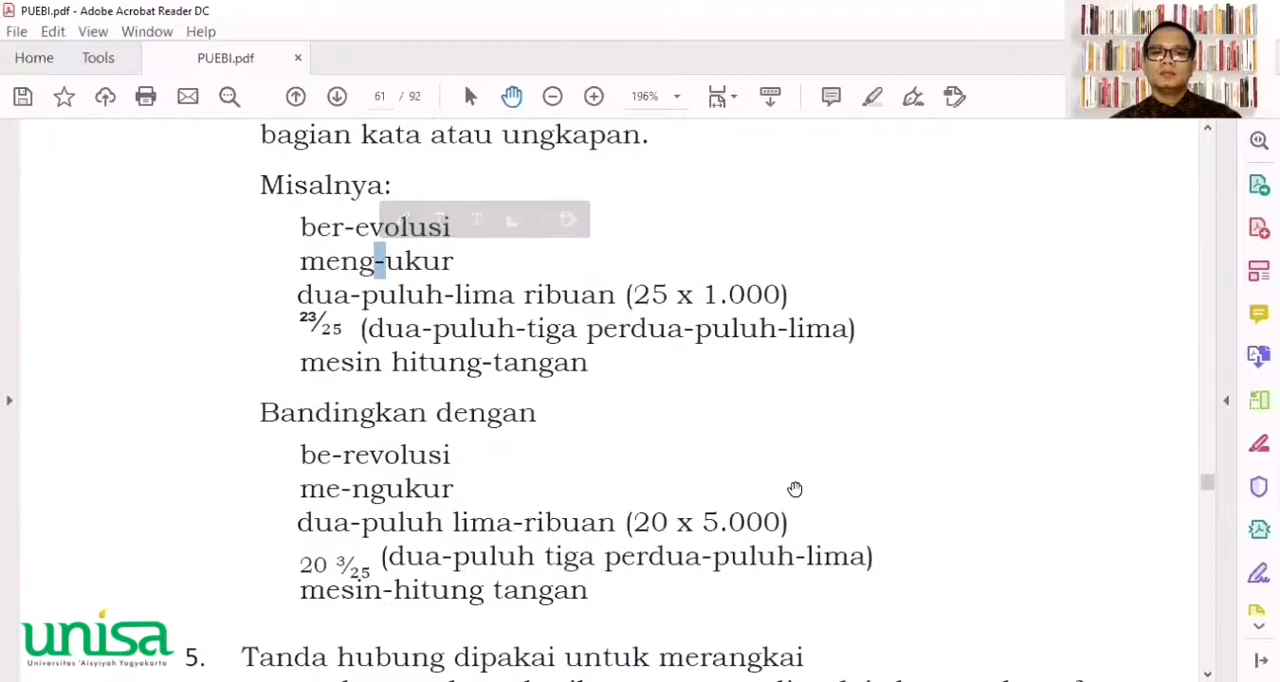 PUEBI.pdf - Adobe Acrobat Reader DC
File Edit View Window Help
Home Tools PUEBI.pdf ×
61 / 92 196%
bagian kata atau ungkapan.
Misalnya:
ber-evolusi
meng-ukur
dua-puluh-lima ribuan (25 x 1.000)
23/25 (dua-puluh-tiga perdua-puluh-lima)
mesin hitung-tangan
Bandingkan dengan
be-revolusi
me-ngukur
dua-puluh lima-ribuan (20 x 5.000)
20 3/25 (dua-puluh tiga perdua-puluh-lima)
mesin-hitung tangan
unisa
Universitas 'Aisyiyah Yogyakarta
5. Tanda hubung dipakai untuk merangkai